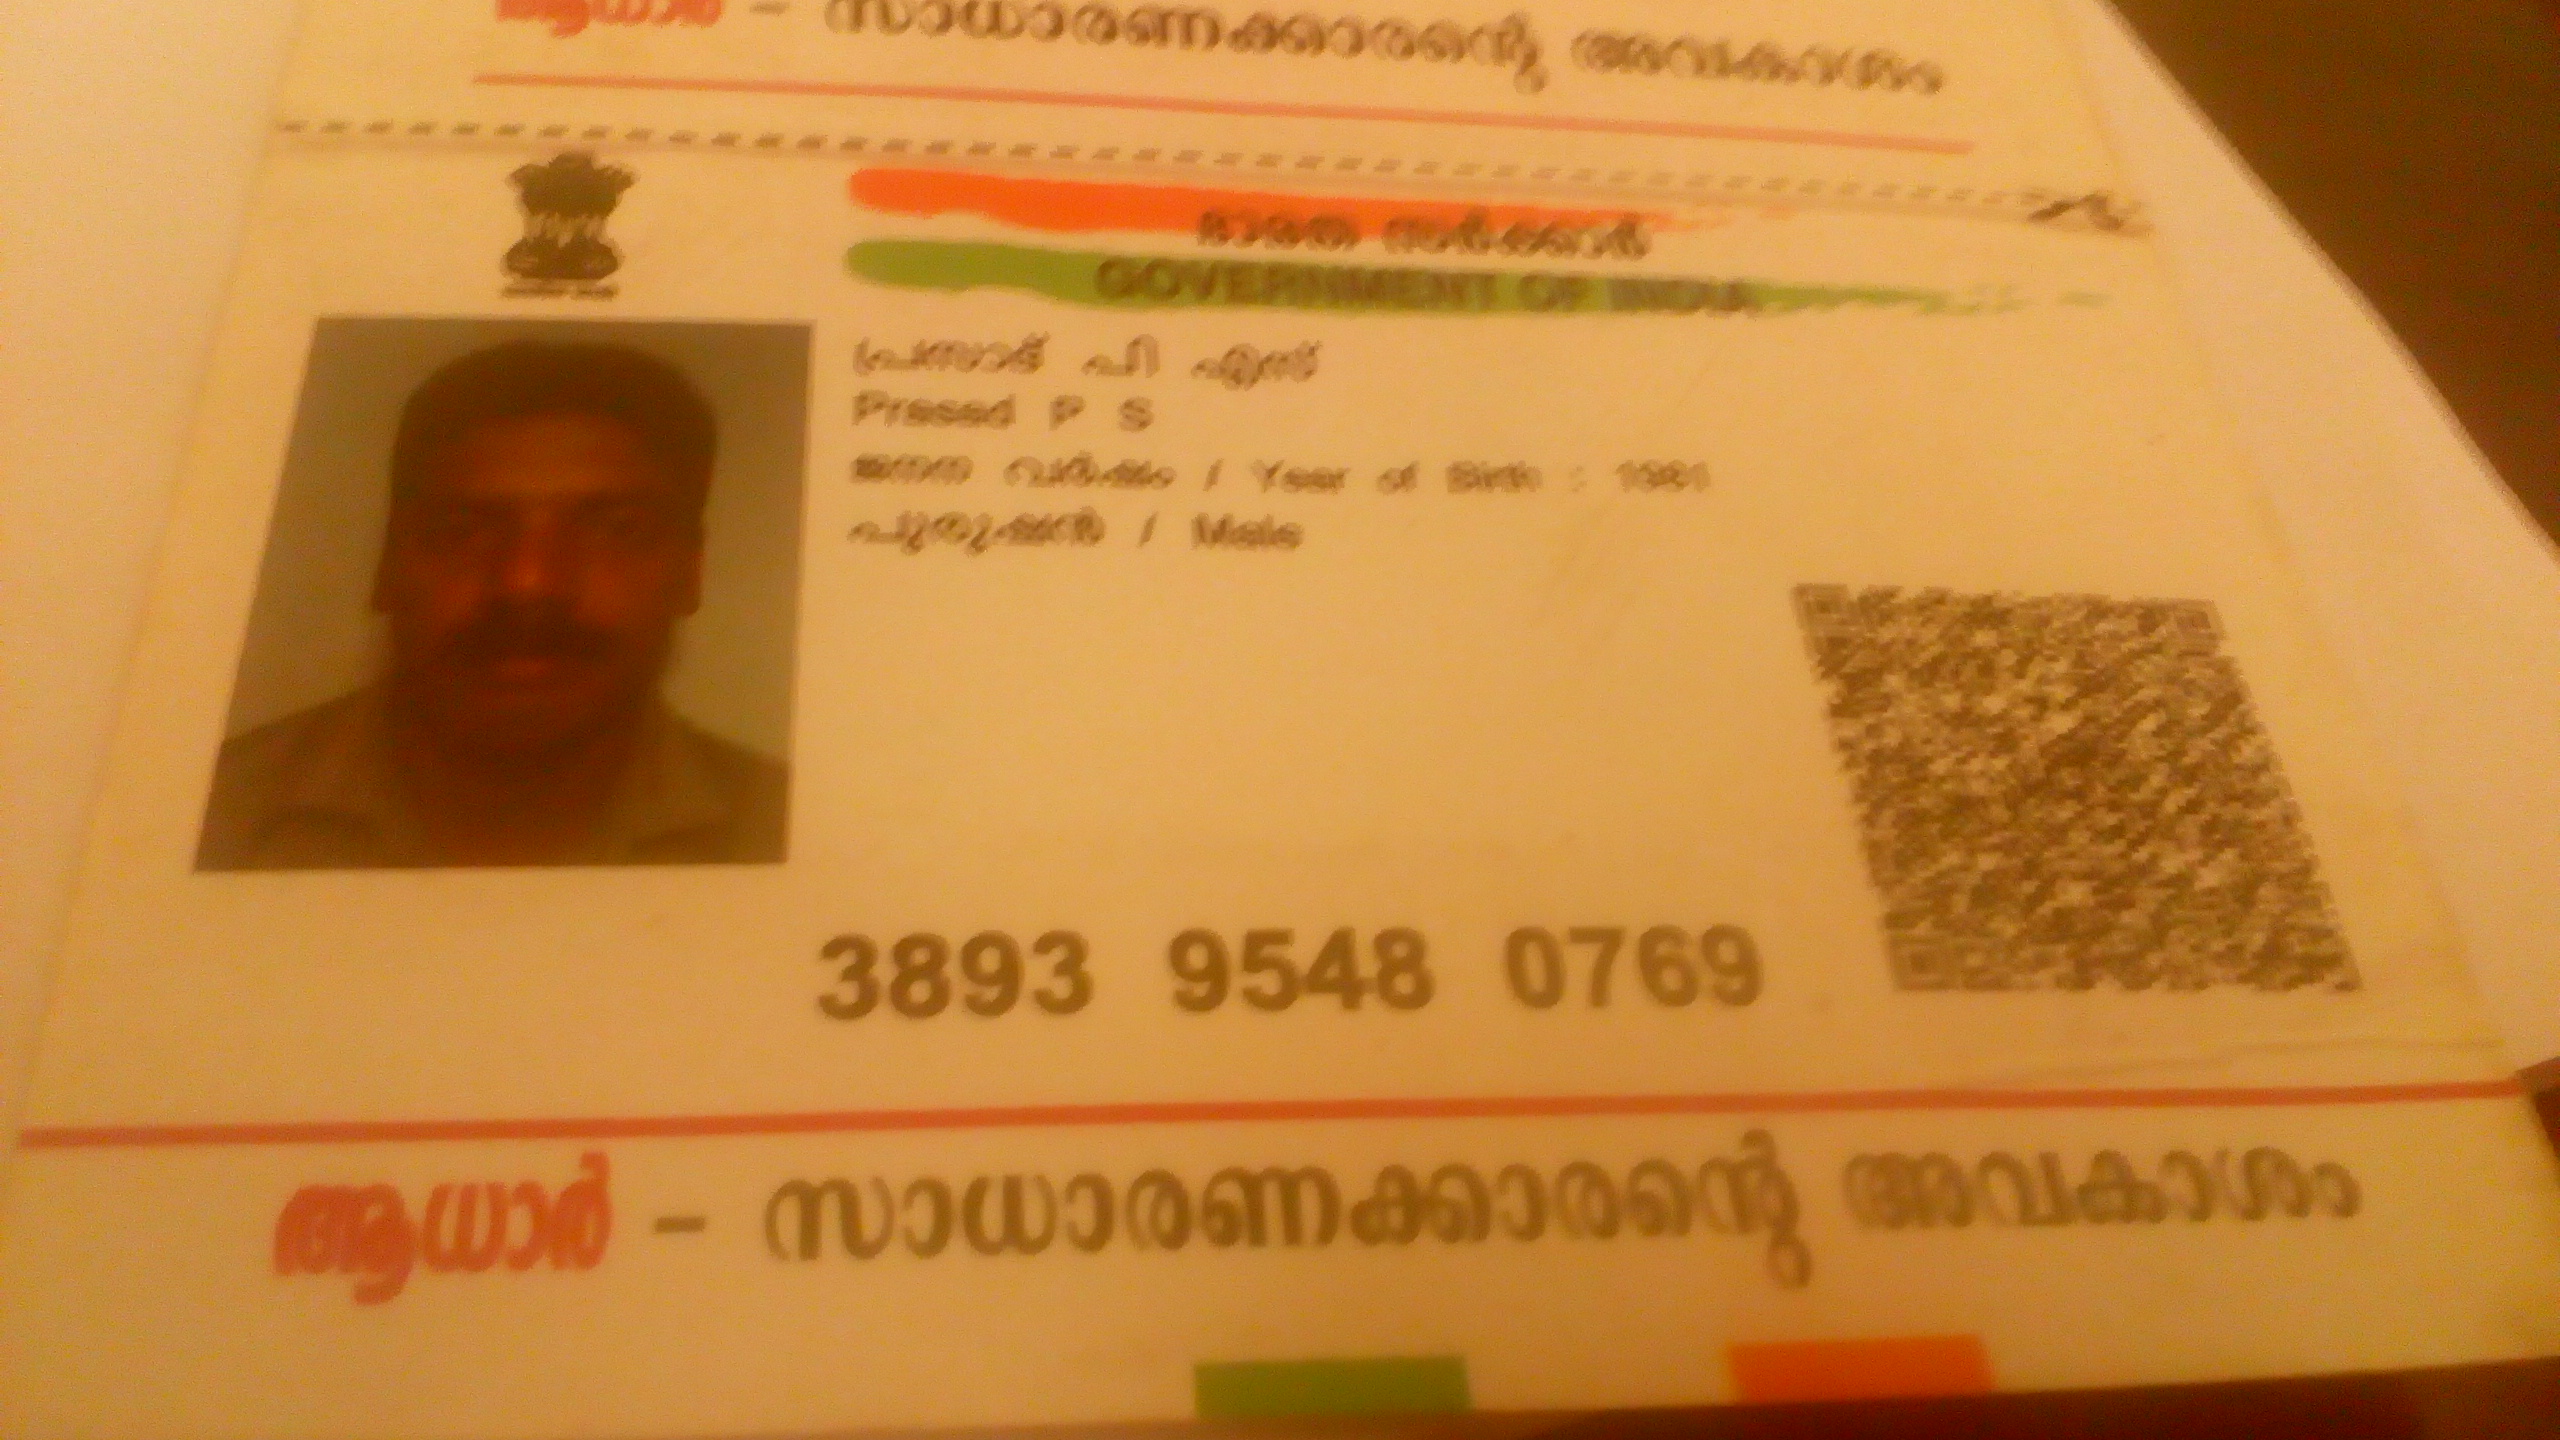 ആധാർ – സാധാരണക്കാരന്റെ അവകാശം
ഭാരത സർക്കാർ
GOVERNMENT OF INDIA
പ്രസാദ് പി എസ്
Prasad P S
ജനന വർഷം / Year of Birth : 1981
പുരുഷൻ / Male
3893 9548 0769
ആധാർ – സാധാരണക്കാരന്റെ അവകാശം